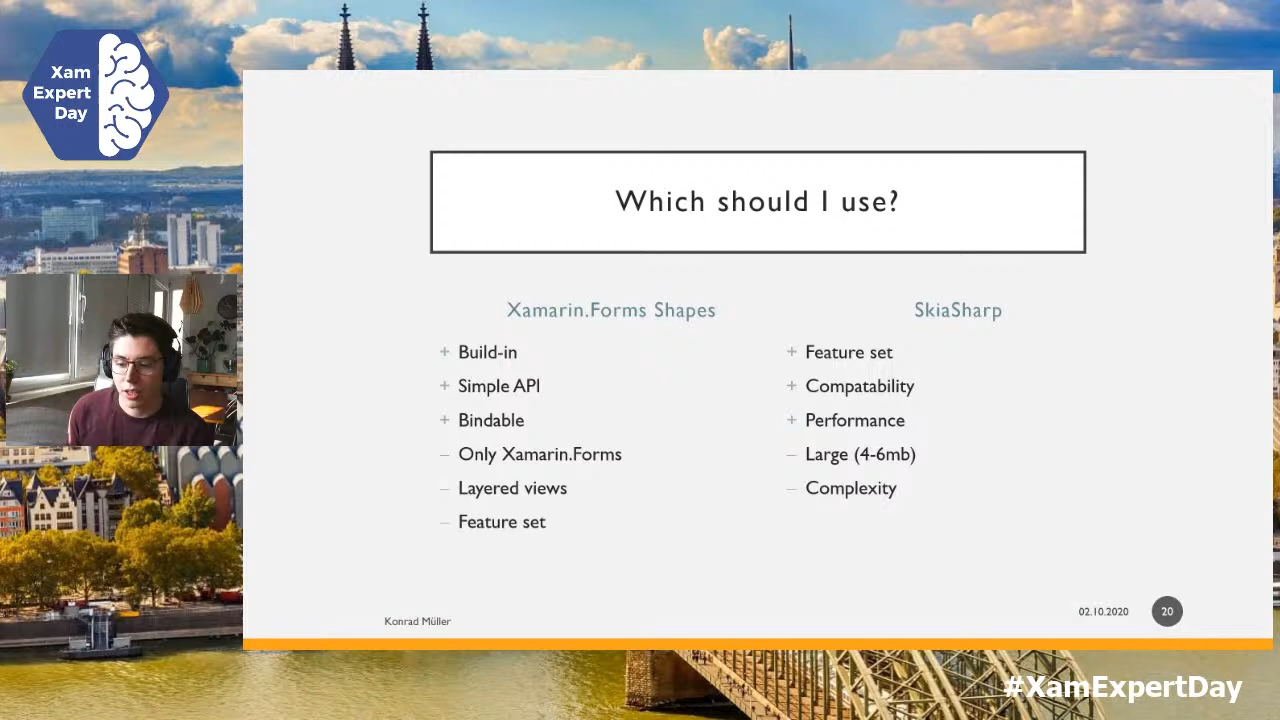 Xam
Expert
Day
Which should I use?
Xamarin.Forms Shapes
+ Build-in
+ Simple API
+ Bindable
– Only Xamarin.Forms
– Layered views
– Feature set
SkiaSharp
+ Feature set
+ Compatability
+ Performance
– Large (4-6mb)
– Complexity
Konrad Müller
02.10.2020
20
#XamExpertDay